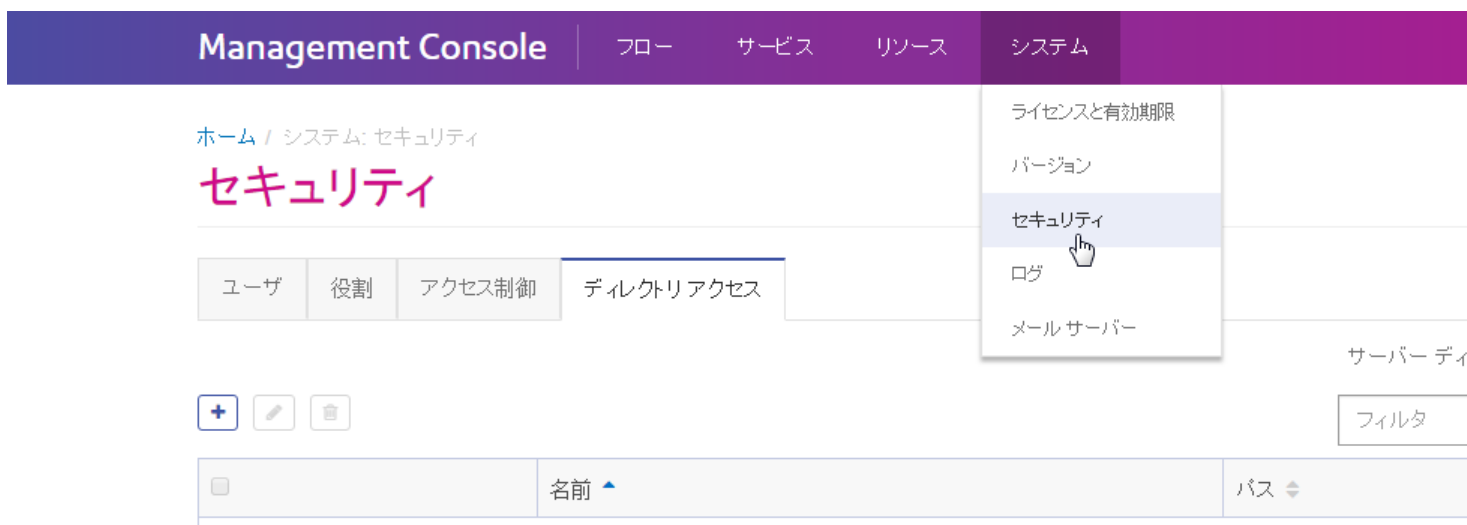 Management Console フロー サービス リソース システム
ライセンスと有効期限
ホーム / システム: セキュリティ
バージョン
セキュリティ
セキュリティ
ログ
ユーザ 役割 アクセス制御 ディレクトリ アクセス
メール サーバー
サーバー ディ
フィルタ
名前 パス